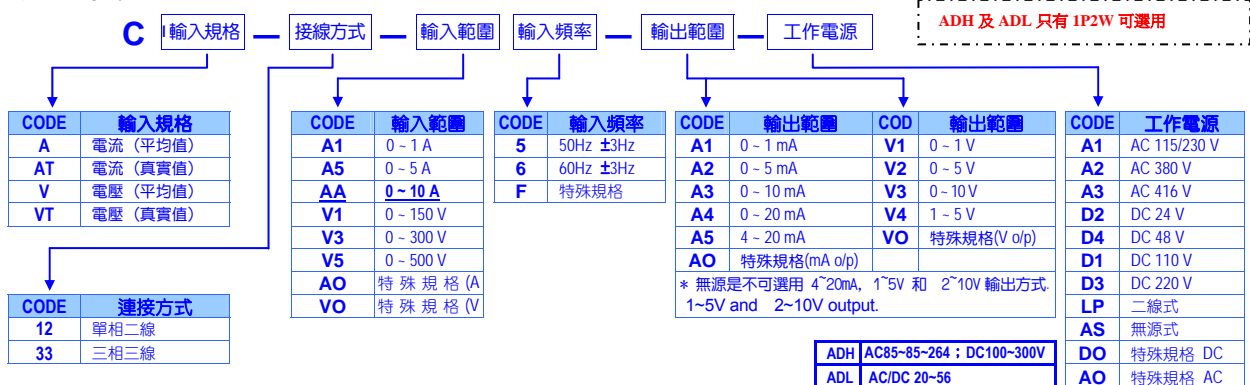 ADH 及 ADL 只有 1P2W 可選用
C 輸入規格 — 接線方式 — 輸入範圍 輸入頻率 — 輸出範圍 — 工作電源
CODE 輸入規格
A 電流 (平均值)
AT 電流 (真實值)
V 電壓 (平均值)
VT 電壓 (真實值)
CODE 連接方式
12 單相二線
33 三相三線
CODE 輸入範圍
A1 0 ~ 1 A
A5 0 ~ 5 A
AA 0 ~ 10 A
V1 0 ~ 150 V
V3 0 ~ 300 V
V5 0 ~ 500 V
AO 特 殊 規 格 (A
VO 特 殊 規 格 (V
CODE 輸入頻率
5 50Hz ±3Hz
6 60Hz ±3Hz
F 特殊規格
CODE 輸出範圍 COD 輸出範圍
A1 0 ~ 1 mA V1 0 ~ 1 V
A2 0 ~ 5 mA V2 0 ~ 5 V
A3 0 ~ 10 mA V3 0 ~ 10 V
A4 0 ~ 20 mA V4 1 ~ 5 V
A5 4 ~ 20 mA VO 特殊規格(V o/p)
AO 特殊規格(mA o/p)
* 無源是不可選用 4~20mA, 1~5V 和 2~10V 輸出方式.
1~5V and 2~10V output.
CODE 工作電源
A1 AC 115/230 V
A2 AC 380 V
A3 AC 416 V
D2 DC 24 V
D4 DC 48 V
D1 DC 110 V
D3 DC 220 V
LP 二線式
AS 無源式
DO 特殊規格 DC
AO 特殊規格 AC
ADH AC85~85~264 ; DC100~300V
ADL AC/DC 20~56